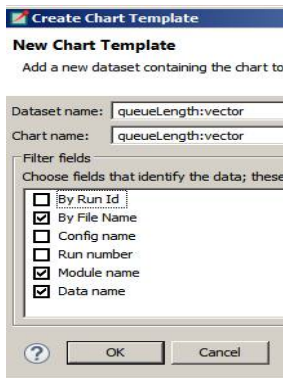 Create Chart Template
New Chart Template
Add a new dataset containing the chart to
Dataset name: queueLength:vector
Chart name: queueLength:vector
Filter fields
Choose fields that identify the data; these
By Run Id
By File Name
Config name
Run number
Module name
Data name
? OK Cancel